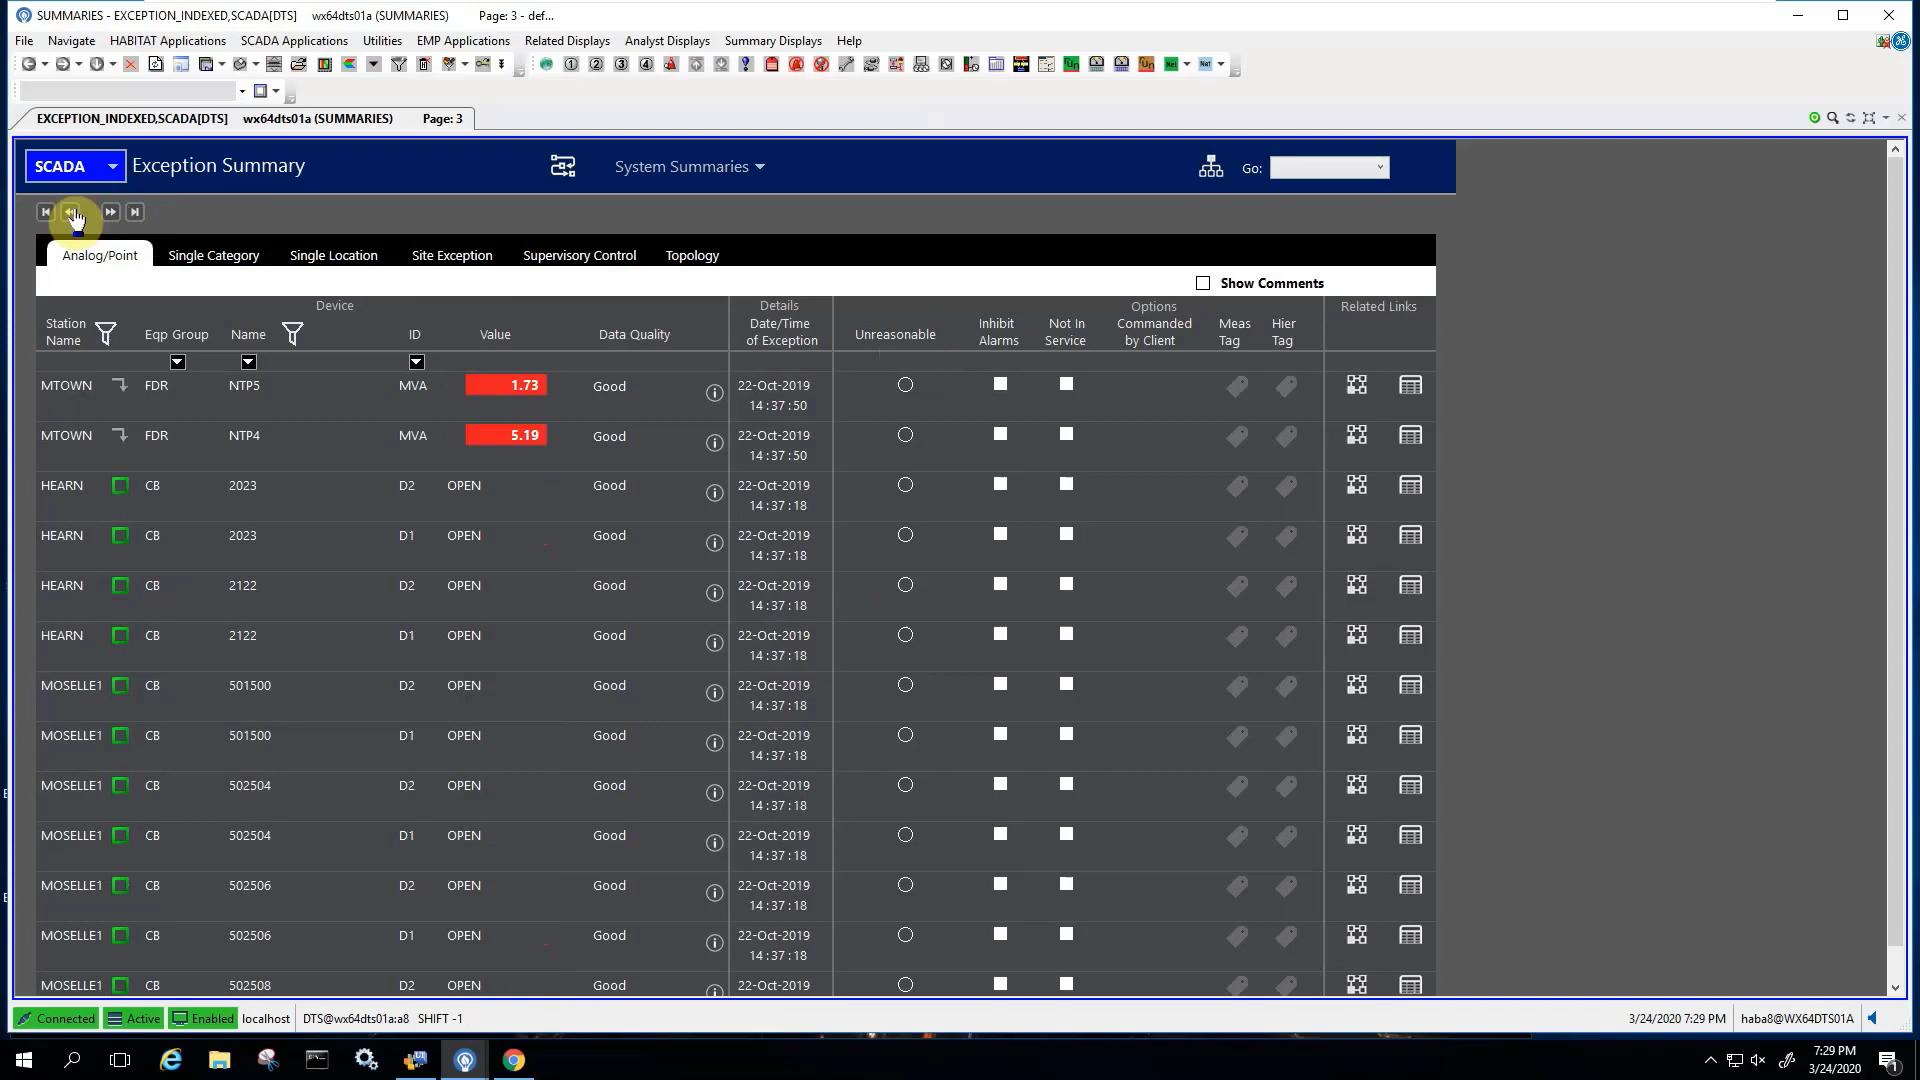 SUMMARIES - EXCEPTION_INDEXED,SCADA[DTS] wx64dts01a (SUMMARIES) Page: 3 - def...
File Navigate HABITAT Applications SCADA Applications Utilities EMP Applications Related Displays Analyst Displays Summary Displays Help
EXCEPTION_INDEXED,SCADA[DTS] wx64dts01a (SUMMARIES) Page: 3
SCADA Exception Summary System Summaries Go:
Analog/Point Single Category Single Location Site Exception Supervisory Control Topology
Show Comments
Device Details Options Related Links
Station Name Eqp Group Name ID Value Data Quality Date/Time of Exception Unreasonable Inhibit Alarms Not In Service Commanded by Client Meas Tag Hier Tag
MTOWN FDR NTP5 MVA 1.73 Good 22-Oct-2019
14:37:50
MTOWN FDR NTP4 MVA 5.19 Good 22-Oct-2019
14:37:50
HEARN CB 2023 D2 OPEN Good 22-Oct-2019
14:37:18
HEARN CB 2023 D1 OPEN Good 22-Oct-2019
14:37:18
HEARN CB 2122 D2 OPEN Good 22-Oct-2019
14:37:18
HEARN CB 2122 D1 OPEN Good 22-Oct-2019
14:37:18
MOSELLE1 CB 501500 D2 OPEN Good 22-Oct-2019
14:37:18
MOSELLE1 CB 501500 D1 OPEN Good 22-Oct-2019
14:37:18
MOSELLE1 CB 502504 D2 OPEN Good 22-Oct-2019
14:37:18
MOSELLE1 CB 502504 D1 OPEN Good 22-Oct-2019
14:37:18
MOSELLE1 CB 502506 D2 OPEN Good 22-Oct-2019
14:37:18
MOSELLE1 CB 502506 D1 OPEN Good 22-Oct-2019
14:37:18
MOSELLE1 CB 502508 D2 OPEN Good 22-Oct-2019
Connected Active Enabled localhost DTS@wx64dts01a:a8 SHIFT -1 3/24/2020 7:29 PM haba8@WX64DTS01A
7:29 PM
3/24/2020